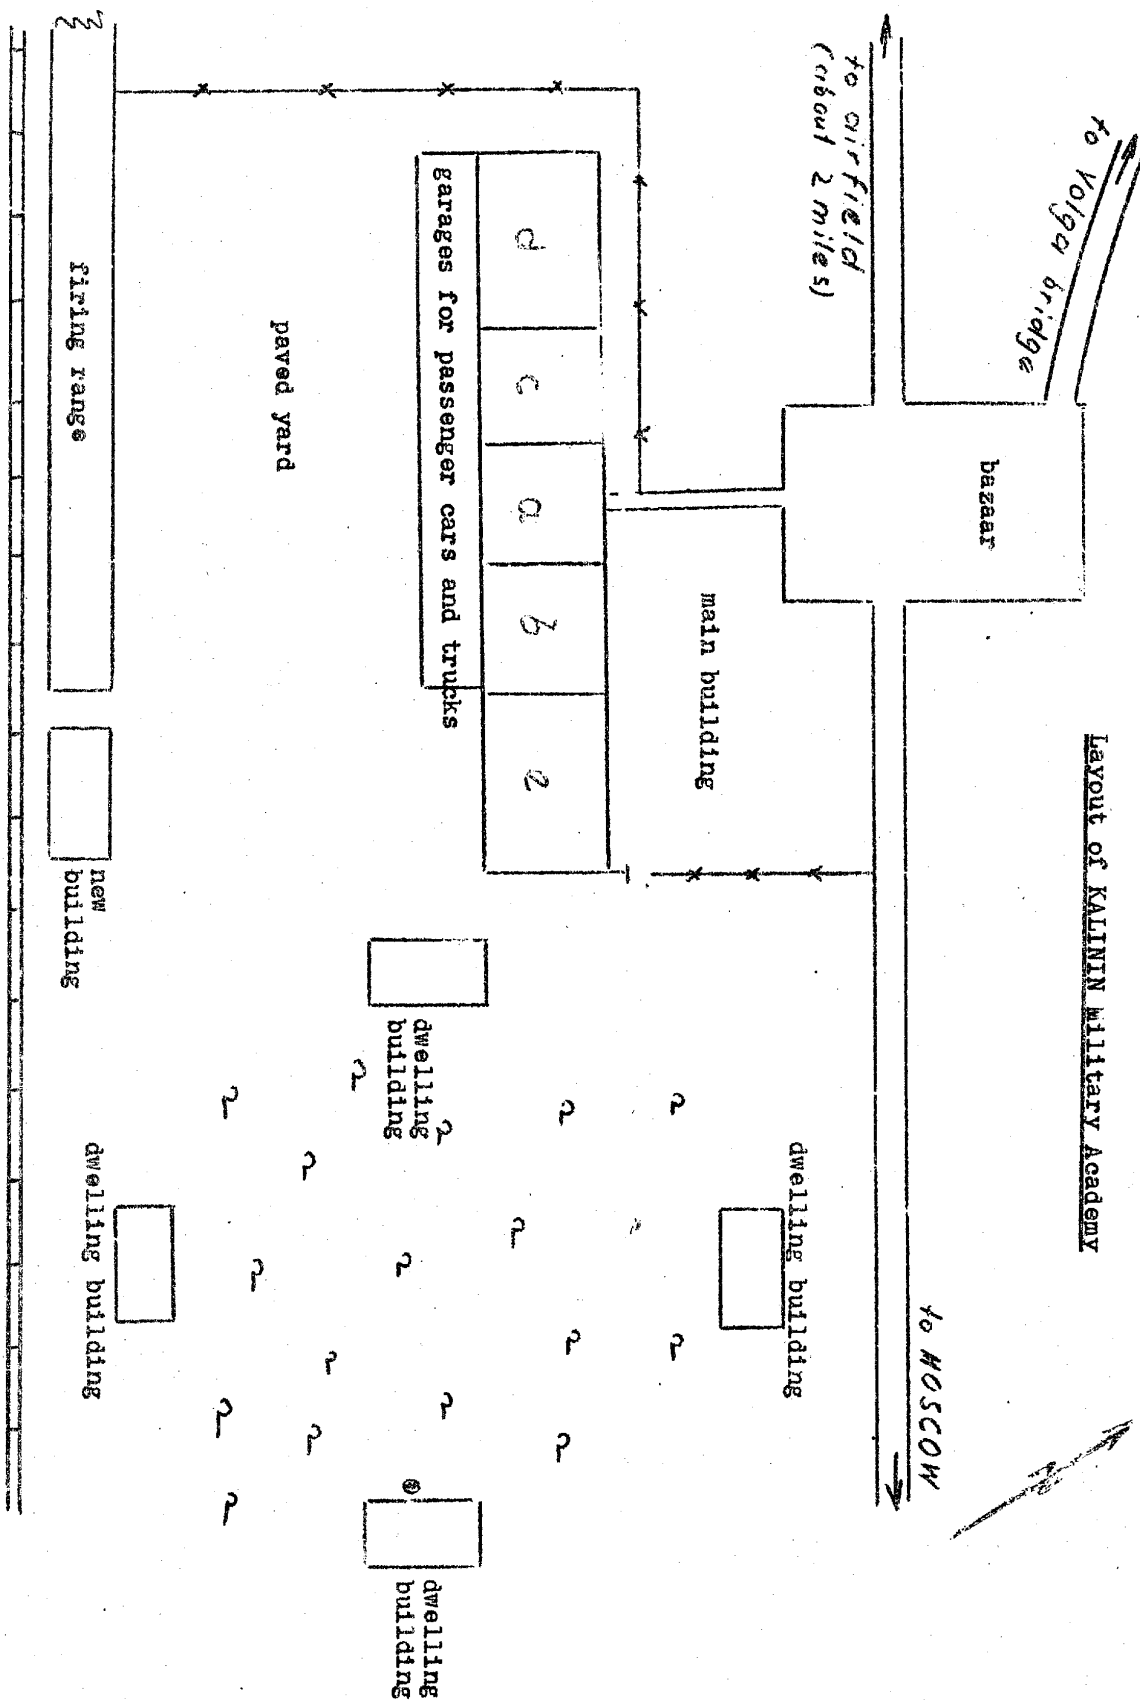 Layout of KALININ Military Academy
to Volga bridge
bazaar
to airfield
(about 2 miles)
to MOSCOW
main building
dwelling building
d
c
a
b
e
garages for passenger cars and trucks
dwelling
building
dwelling
building
paved yard
firing range
new
building
dwelling building